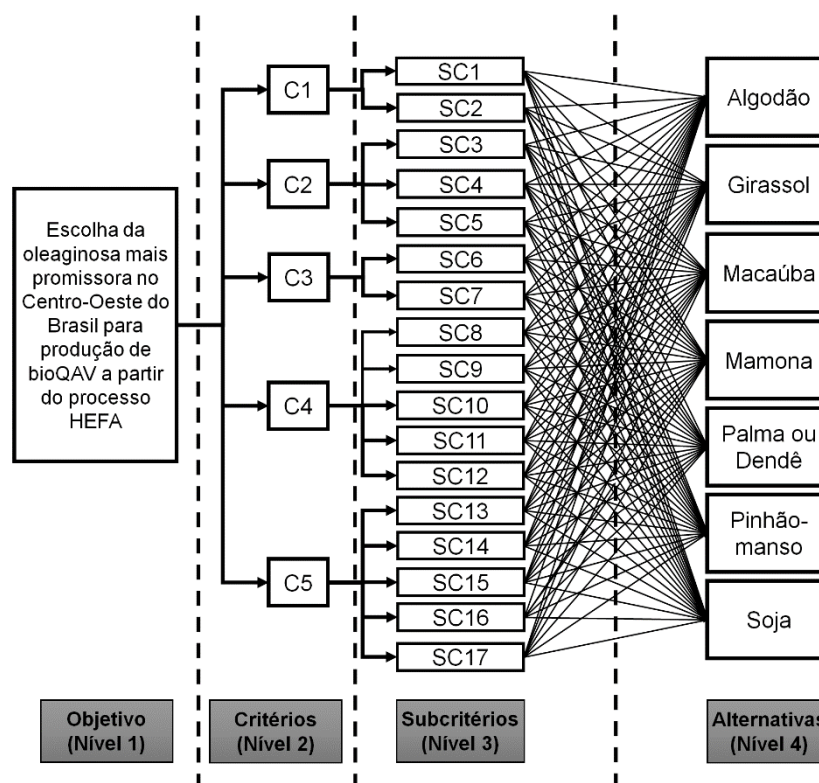 Escolha da
oleaginosa mais
promissora no
Centro-Oeste do
Brasil para
produção de
bioQAV a partir
do processo
HEFA
C1
C2
C3
C4
C5
SC1
SC2
SC3
SC4
SC5
SC6
SC7
SC8
SC9
SC10
SC11
SC12
SC13
SC14
SC15
SC16
SC17
Algodão
Girassol
Macaúba
Mamona
Palma ou
Dendê
Pinhão-
manso
Soja
Objetivo
(Nível 1)
Critérios
(Nível 2)
Subcritérios
(Nível 3)
Alternativas
(Nível 4)